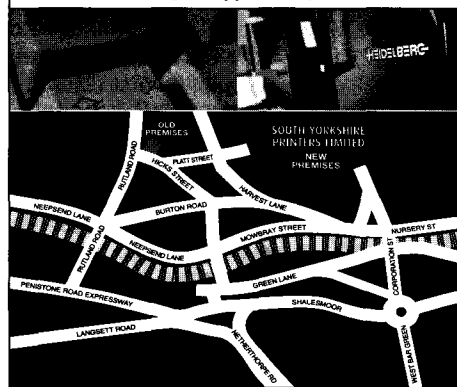 HEIDELBERG
OLD
PREMISES
SOUTH YORKSHIRE
PRINTERS LIMITED
NEW
PREMISES
RUTLAND ROAD
HICKS STREET
PLATT STREET
HARVEST LANE
NEEPSEND LANE
BURTON ROAD
MOWBRAY STREET
NURSERY ST
RUTLAND ROAD
NEEPSEND LANE
CORPORATION ST
GREEN LANE
PENISTONE ROAD EXPRESSWAY
SHALESMOOR
LANGSETT ROAD
NETHERTHORPE RD
WEST BAR GREEN